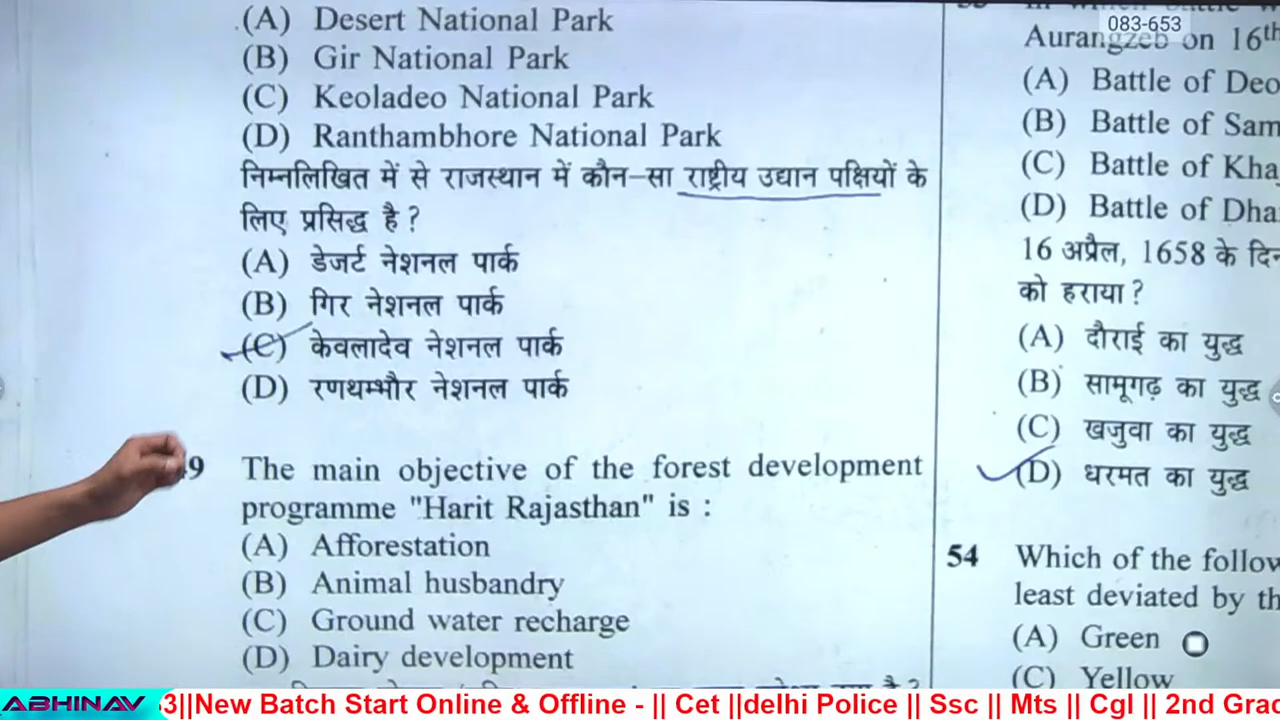 (A) Desert National Park
(B) Gir National Park
(C) Keoladeo National Park
(D) Ranthambhore National Park
निम्नलिखित में से राजस्थान में कौन-सा राष्ट्रीय उद्यान पक्षियों के
लिए प्रसिद्ध है ?
(A) डेजर्ट नेशनल पार्क
(B) गिर नेशनल पार्क
(C) केवलादेव नेशनल पार्क
(D) रणथम्भौर नेशनल पार्क
9 The main objective of the forest development
programme "Harit Rajasthan" is :
(A) Afforestation
(B) Animal husbandry
(C) Ground water recharge
(D) Dairy development
083-653
Aurangzeb on 16th
(A) Battle of Deo
(B) Battle of Sam
(C) Battle of Kha
(D) Battle of Dha
16 अप्रैल, 1658 के दिन
को हराया ?
(A) दौराई का युद्ध
(B) सामूगढ़ का युद्ध
(C) खजुवा का युद्ध
(D) धरमत का युद्ध
54 Which of the follow
least deviated by th
(A) Green
(C) Yellow
ABHINAV 3||New Batch Start Online & Offline - || Cet ||delhi Police || Ssc || Mts || Cgl || 2nd Grad